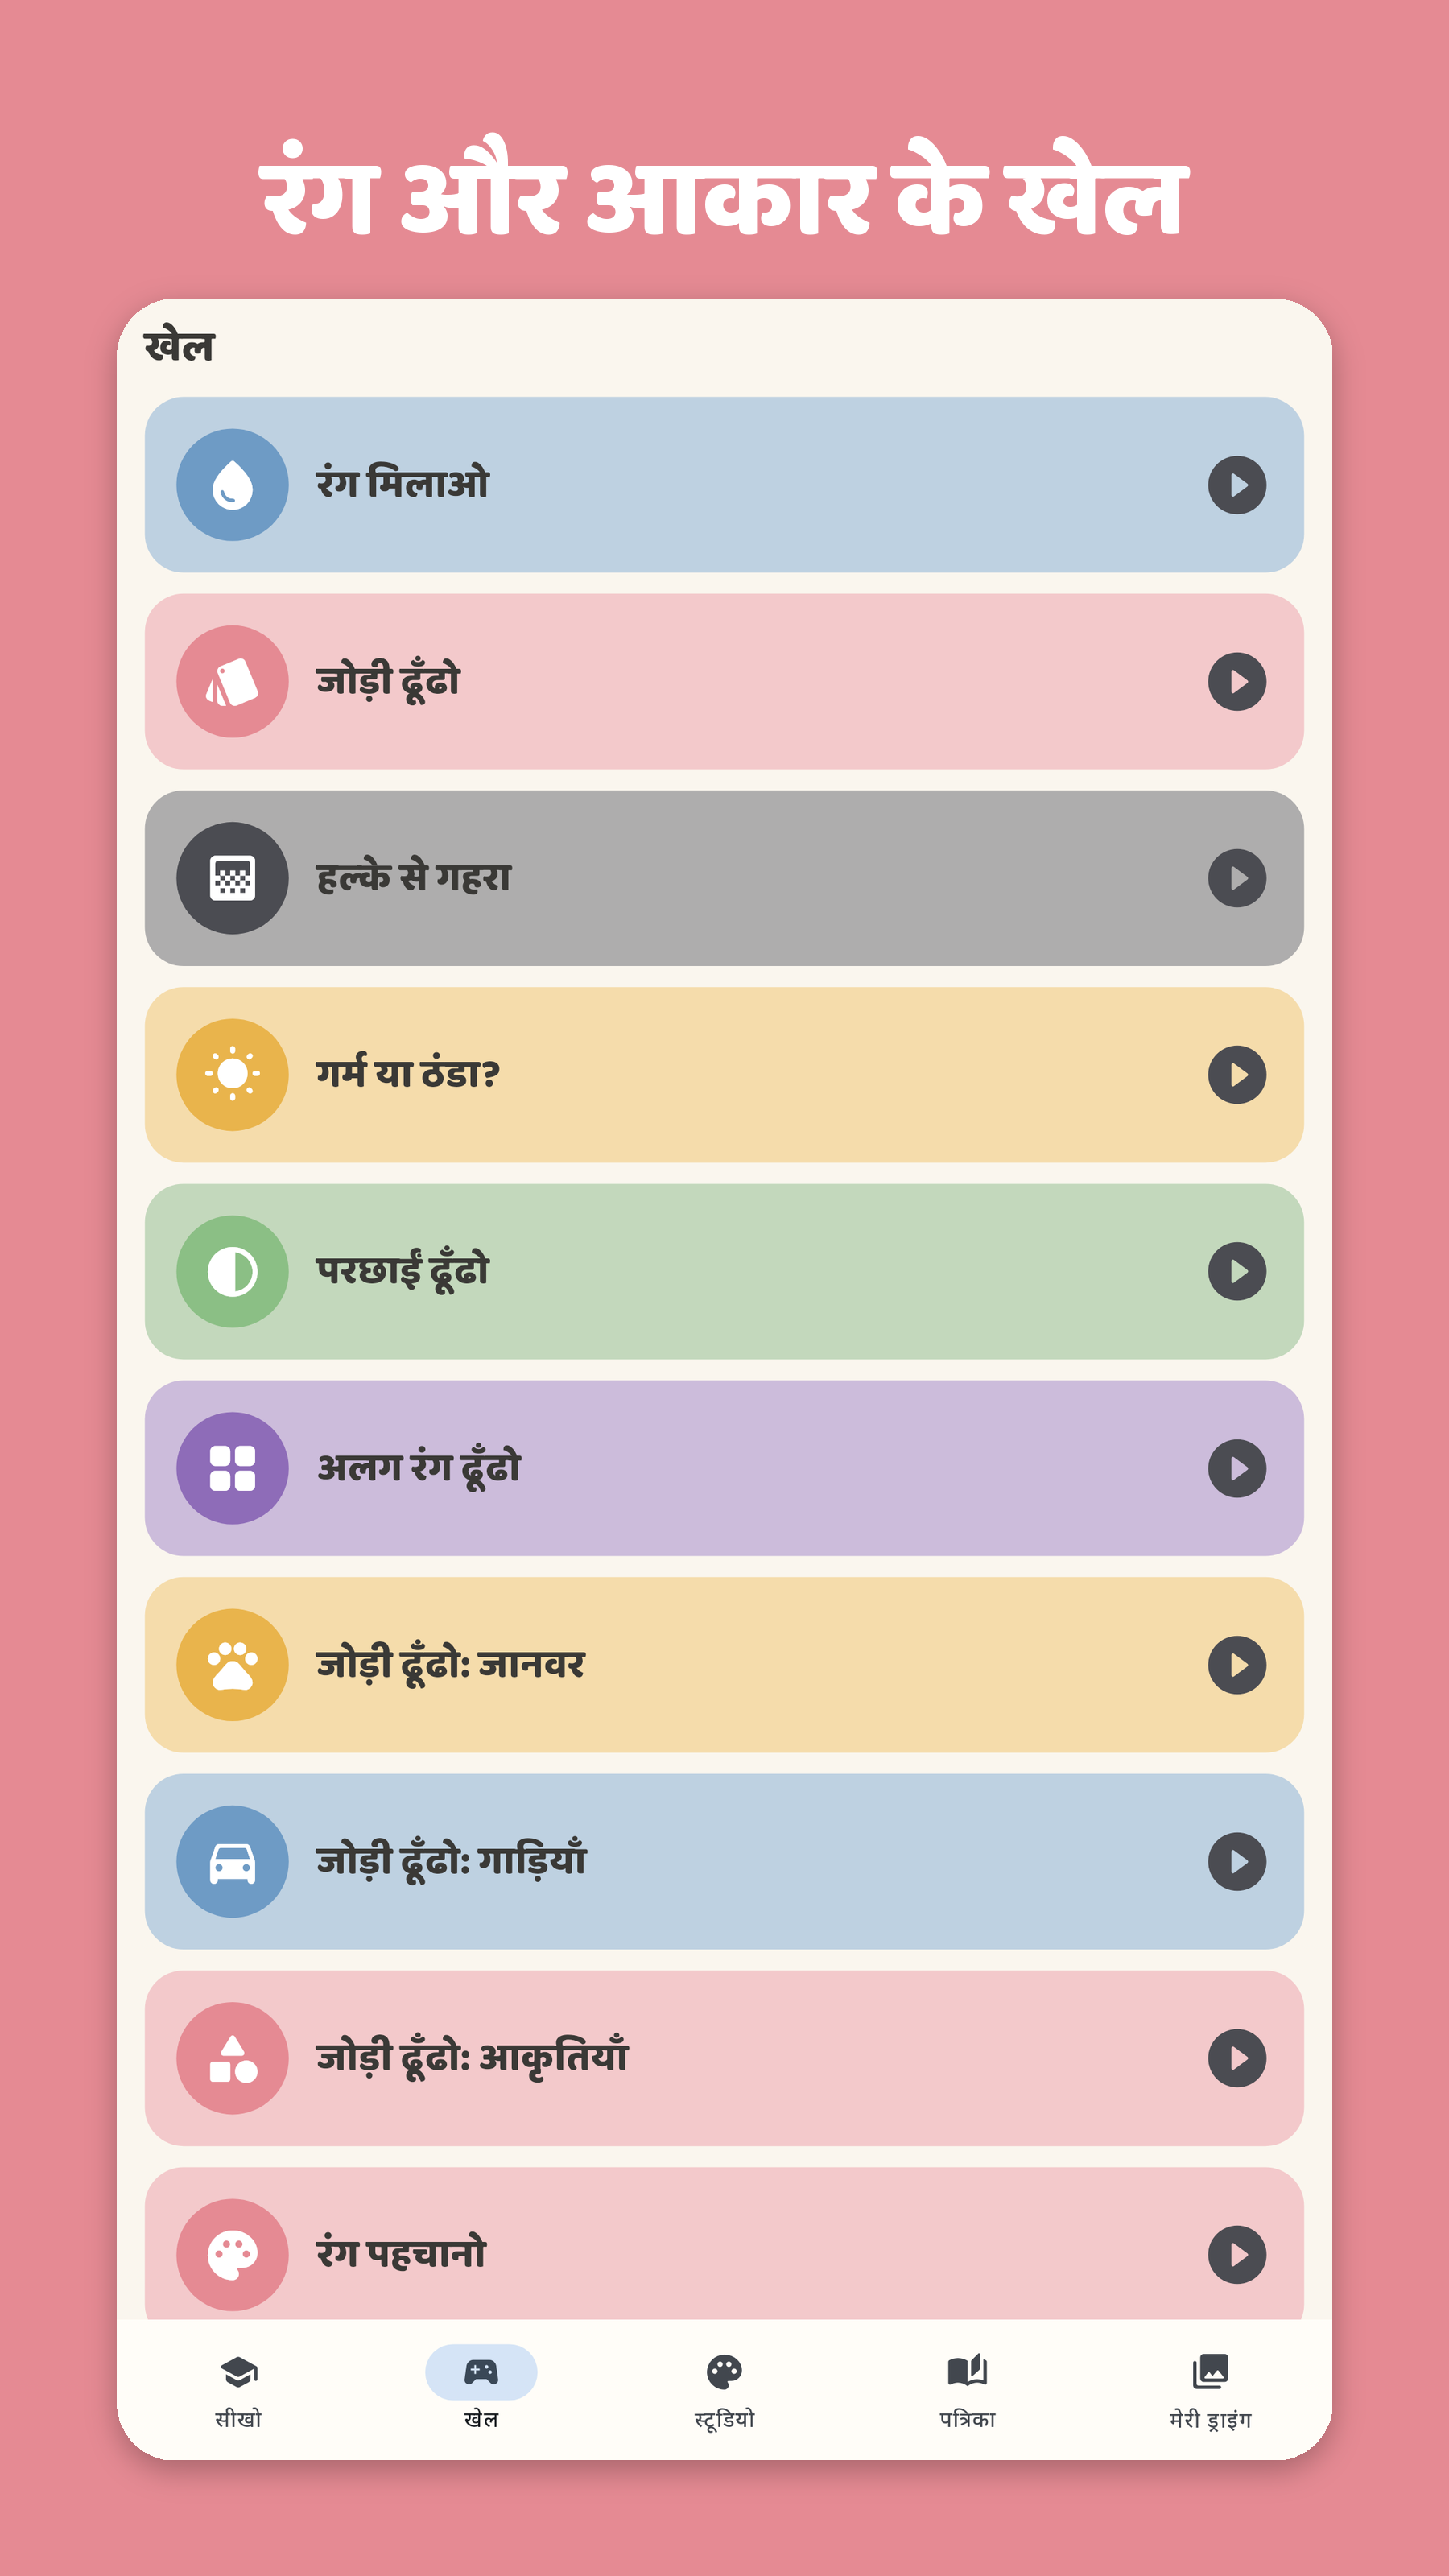 रंग और आकार के खेल
खेल
रंग मिलाओ
जोड़ी ढूँढो
हल्के से गहरा
गर्म या ठंडा?
परछाईं ढूँढो
अलग रंग ढूँढो
जोड़ी ढूँढो: जानवर
जोड़ी ढूँढो: गाड़ियाँ
जोड़ी ढूँढो: आकृतियाँ
रंग पहचानो
सीखो
खेल
स्टूडियो
पत्रिका
मेरी ड्राइंग